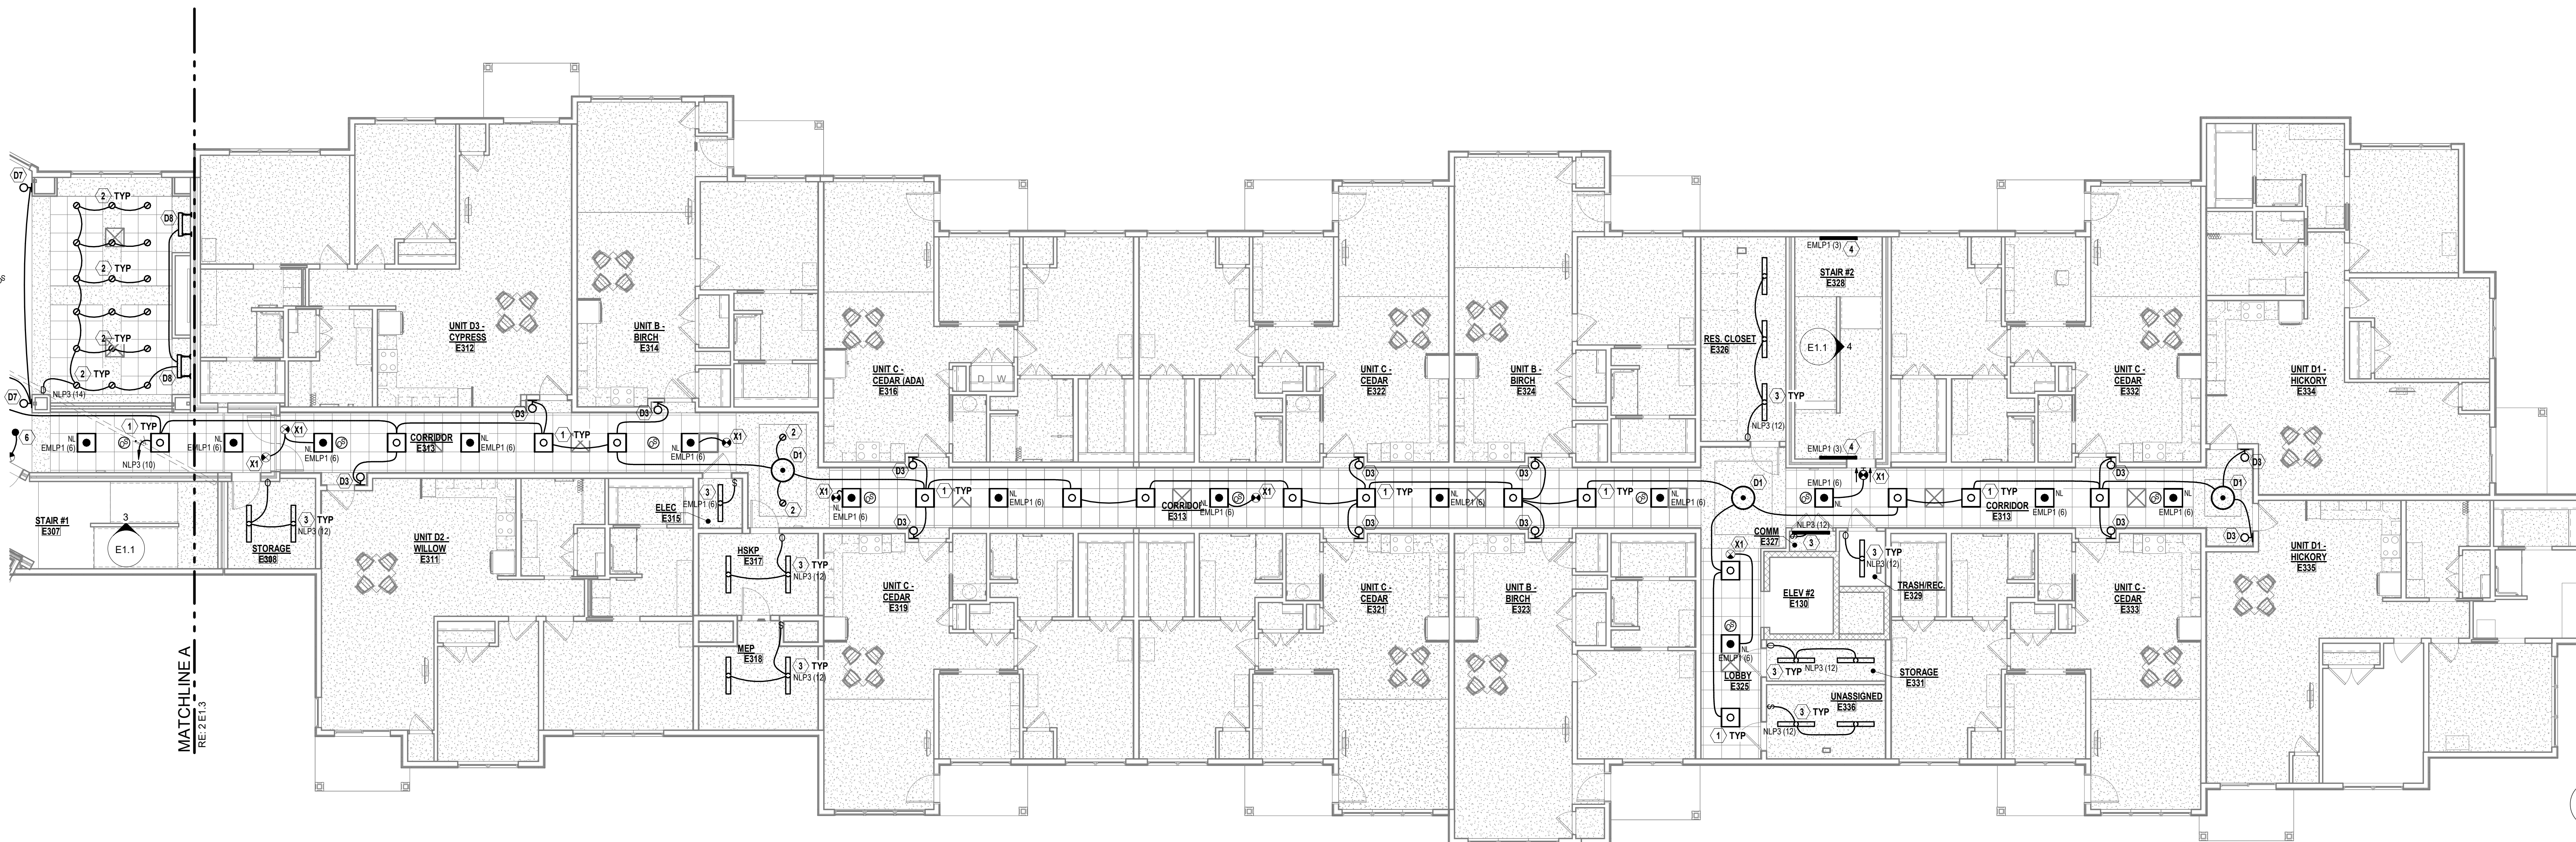 D7
2 TYP
D8
2 TYP
2 TYP
2 TYP
D8
NLP3 (14)
D7
MATCHLINE A
RE: 2 E1.3
UNIT D3 -
CYPRESS
E312
UNIT B -
BIRCH
E314
UNIT C -
CEDAR (ADA)
E316
D W
UNIT C -
CEDAR
E322
UNIT B -
BIRCH
E324
RES. CLOSET
E326
3 TYP
NLP3 (12)
EMLP1 (3)
4
STAIR #2
E328
E1.1
4
EMLP1 (3)
4
UNIT C -
CEDAR
E332
UNIT D1 -
HICKORY
E334
6
NL
EMLP1 (6)
1 TYP
NLP3 (10)
NL
EMLP1 (6)
X1
X1
NL
EMLP1 (6)
CORRIDOR
E313
NL
EMLP1 (6)
D3
D3
1 TYP
D3
NL
EMLP1 (6)
X1
2
D1
2
X1
NL
EMLP1 (6)
D3
D3
1 TYP
NL
EMLP1 (6)
CORRIDOR
E313
NL
EMLP1 (6)
X1
D3
D3
1 TYP
NL
EMLP1 (6)
D3
D3
1 TYP
NL
EMLP1 (6)
D1
EMLP1 (6)
NL
X1
1 TYP
CORRIDOR
E313
NL
EMLP1 (6)
D3
D3
NL
EMLP1 (6)
D1
D3
D3
STAIR #1
E307
3
E1.1
3 TYP
NLP3 (12)
STORAGE
E308
UNIT D2 -
WILLOW
E311
3
S
EMLP1 (6)
ELEC
E315
HSKP
E317
3 TYP
NLP3 (12)
S
MEP
E318
3 TYP
NLP3 (12)
UNIT C -
CEDAR
E319
UNIT C -
CEDAR
E321
UNIT B -
BIRCH
E323
X1
NL
EMLP1 (6)
LOBBY
E325
1 TYP
COMM
E327
NLP3 (12)
S
3
ELEV #2
E130
3 TYP
NLP3 (12)
TRASH/REC.
E329
3 TYP
NLP3 (12)
STORAGE
E331
UNASSIGNED
E336
S
3 TYP
NLP3 (12)
UNIT C -
CEDAR
E333
UNIT D1 -
HICKORY
E335